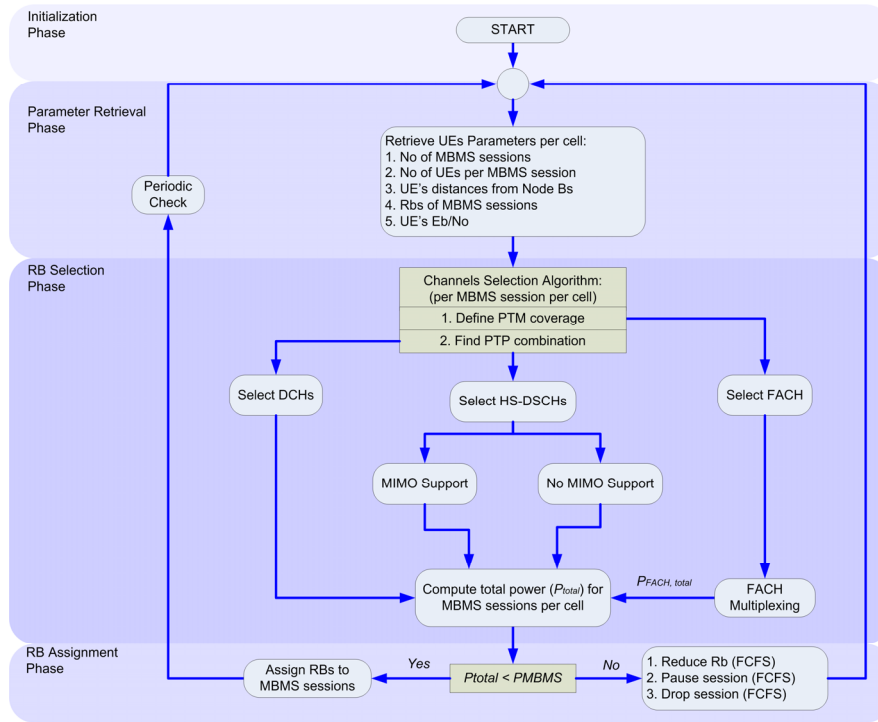 Initialization
Phase
START
Parameter Retrieval
Phase
Retrieve UEs Parameters per cell:
1. No of MBMS sessions
2. No of UEs per MBMS session
3. UE's distances from Node Bs
4. Rbs of MBMS sessions
5. UE's Eb/No
Periodic
Check
RB Selection
Phase
Channels Selection Algorithm:
(per MBMS session per cell)
1. Define PTM coverage
2. Find PTP combination
Select DCHs
Select HS-DSCHs
Select FACH
MIMO Support
No MIMO Support
Compute total power (Ptotal) for
MBMS sessions per cell
PFACH, total
FACH
Multiplexing
RB Assignment
Phase
Assign RBs to
MBMS sessions
Yes
Ptotal < PMBMS
No
1. Reduce Rb (FCFS)
2. Pause session (FCFS)
3. Drop session (FCFS)